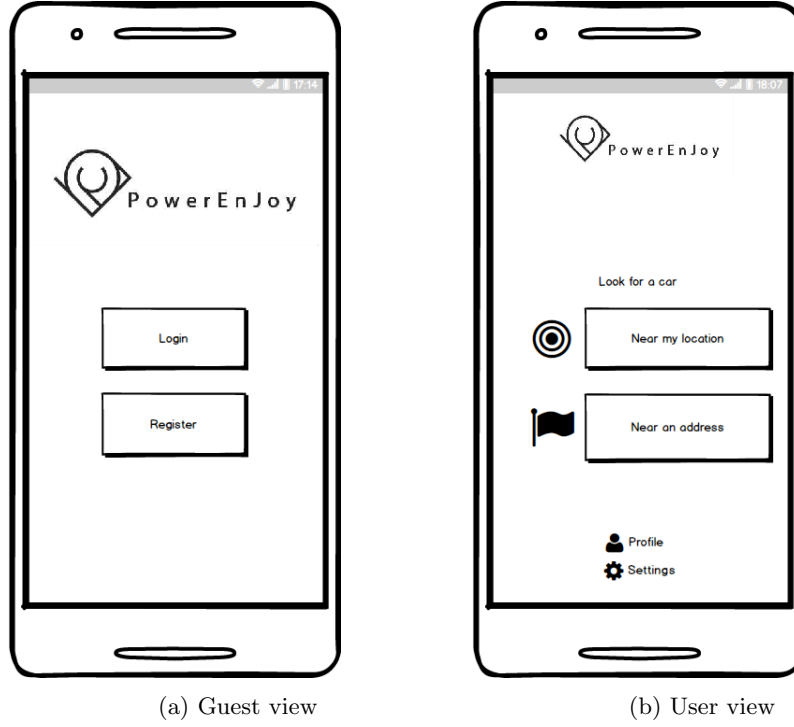 17:14
PowerEnJoy
Login
Register
(a) Guest view
18:07
PowerEnJoy
Look for a car
Near my location
Near an address
Profile
Settings
(b) User view